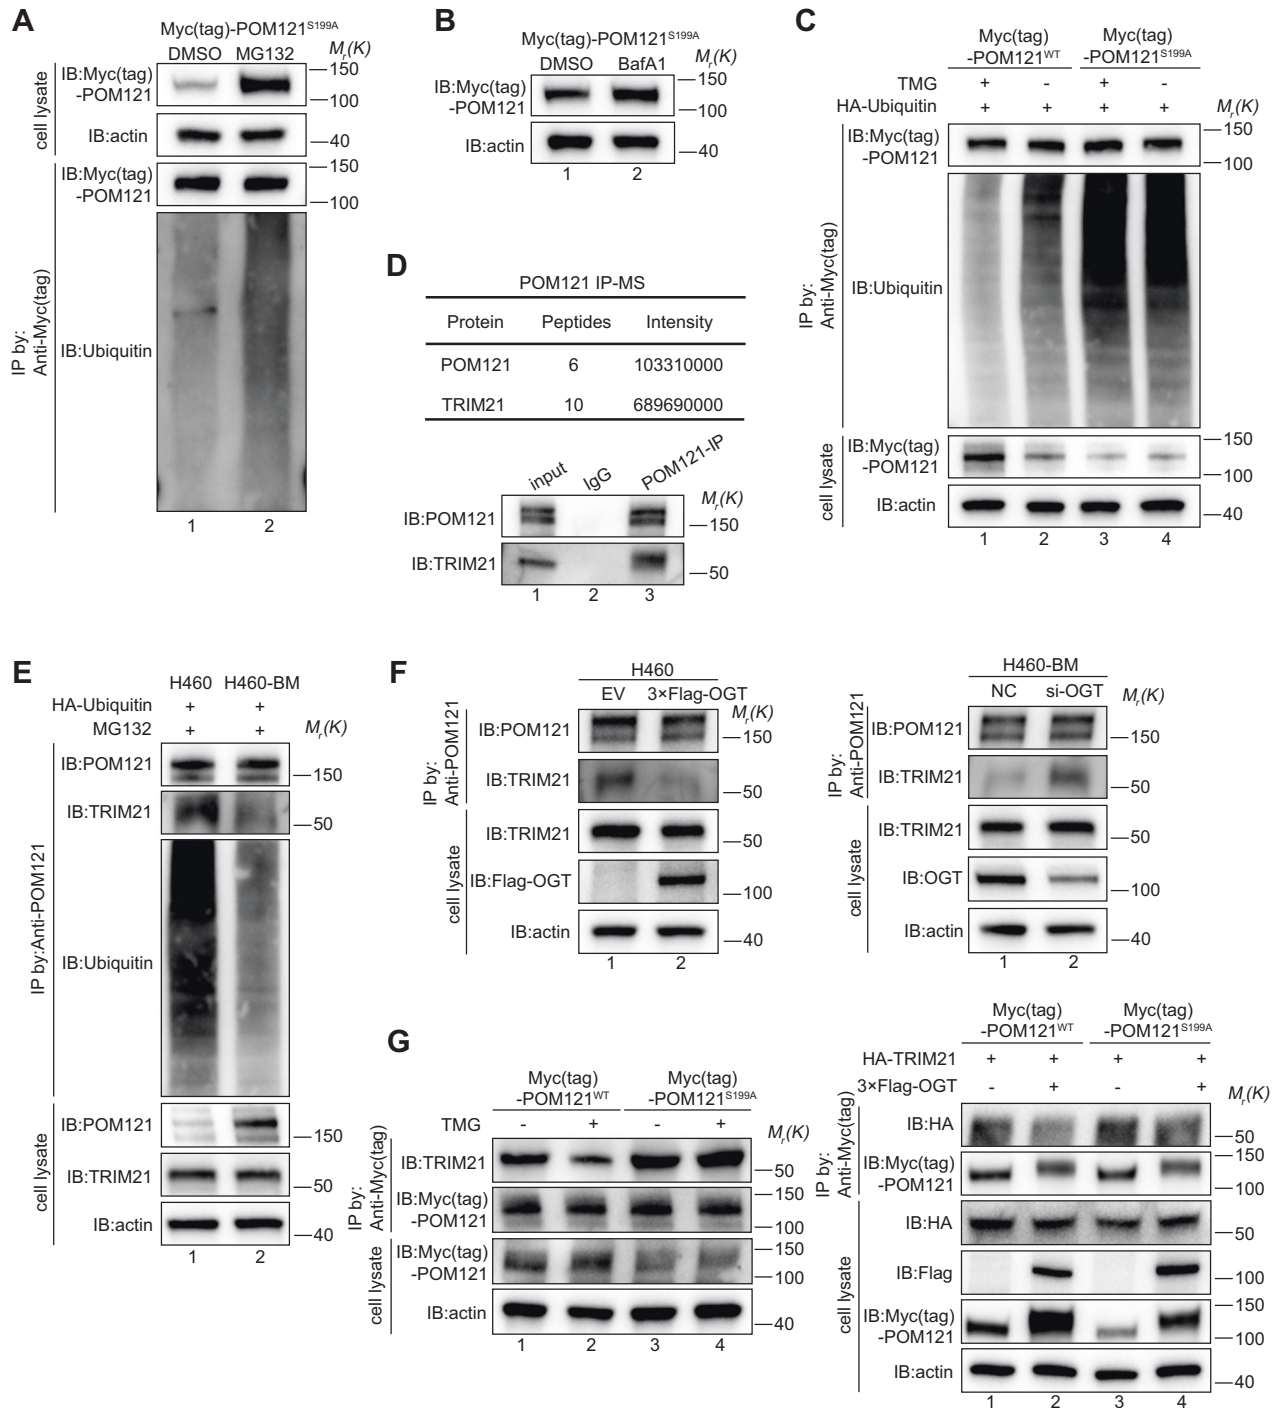 A
Myc(tag)-POM121S199A
DMSO MG132 Mr(K)
cell lysate
IB:Myc(tag)
-POM121
—150
—100
IB:actin
—40
IP by:
Anti-Myc(tag)
IB:Myc(tag)
-POM121
—150
—100
IB:Ubiquitin
1 2
B
Myc(tag)-POM121S199A
DMSO BafA1 Mr(K)
IB:Myc(tag)
-POM121
—150
—100
IB:actin
—40
1 2
C
Myc(tag)
-POM121WT
Myc(tag)
-POM121S199A
TMG + - + -
HA-Ubiquitin + + + + Mr(K)
IP by:
Anti-Myc(tag)
IB:Myc(tag)
-POM121
—150
—100
IB:Ubiquitin
cell lysate
IB:Myc(tag)
-POM121
—150
—100
IB:actin
—40
1 2 3 4
D
POM121 IP-MS
Protein Peptides Intensity
POM121 6 103310000
TRIM21 10 689690000
input IgG POM121-IP
Mr(K)
IB:POM121 —150
IB:TRIM21 —50
1 2 3
E
H460 H460-BM
HA-Ubiquitin + +
MG132 + + Mr(K)
IP by:Anti-POM121
IB:POM121 —150
IB:TRIM21 —50
IB:Ubiquitin
cell lysate
IB:POM121 —150
IB:TRIM21 —50
IB:actin —40
1 2
F
H460
EV 3×Flag-OGT
Mr(K)
IP by:
Anti-POM121
IB:POM121 —150
IB:TRIM21 —50
cell lysate
IB:TRIM21 —50
IB:Flag-OGT —100
IB:actin —40
1 2
H460-BM
NC si-OGT Mr(K)
IP by:
Anti-POM121
IB:POM121 —150
IB:TRIM21 —50
cell lysate
IB:TRIM21 —50
IB:OGT —100
IB:actin —40
1 2
G
Myc(tag)
-POM121WT
Myc(tag)
-POM121S199A
TMG - + - + Mr(K)
IP by:
Anti-Myc(tag)
IB:TRIM21 —50
IB:Myc(tag)
-POM121
—150
—100
cell lysate
IB:Myc(tag)
-POM121
—150
—100
IB:actin —40
1 2 3 4
Myc(tag)
-POM121WT
Myc(tag)
-POM121S199A
HA-TRIM21 + + + +
3×Flag-OGT - + - + Mr(K)
IP by:
Anti-Myc(tag)
IB:HA —50
IB:Myc(tag)
-POM121
—150
—100
cell lysate
IB:HA —50
IB:Flag —100
IB:Myc(tag)
-POM121
—150
—100
IB:actin —40
1 2 3 4